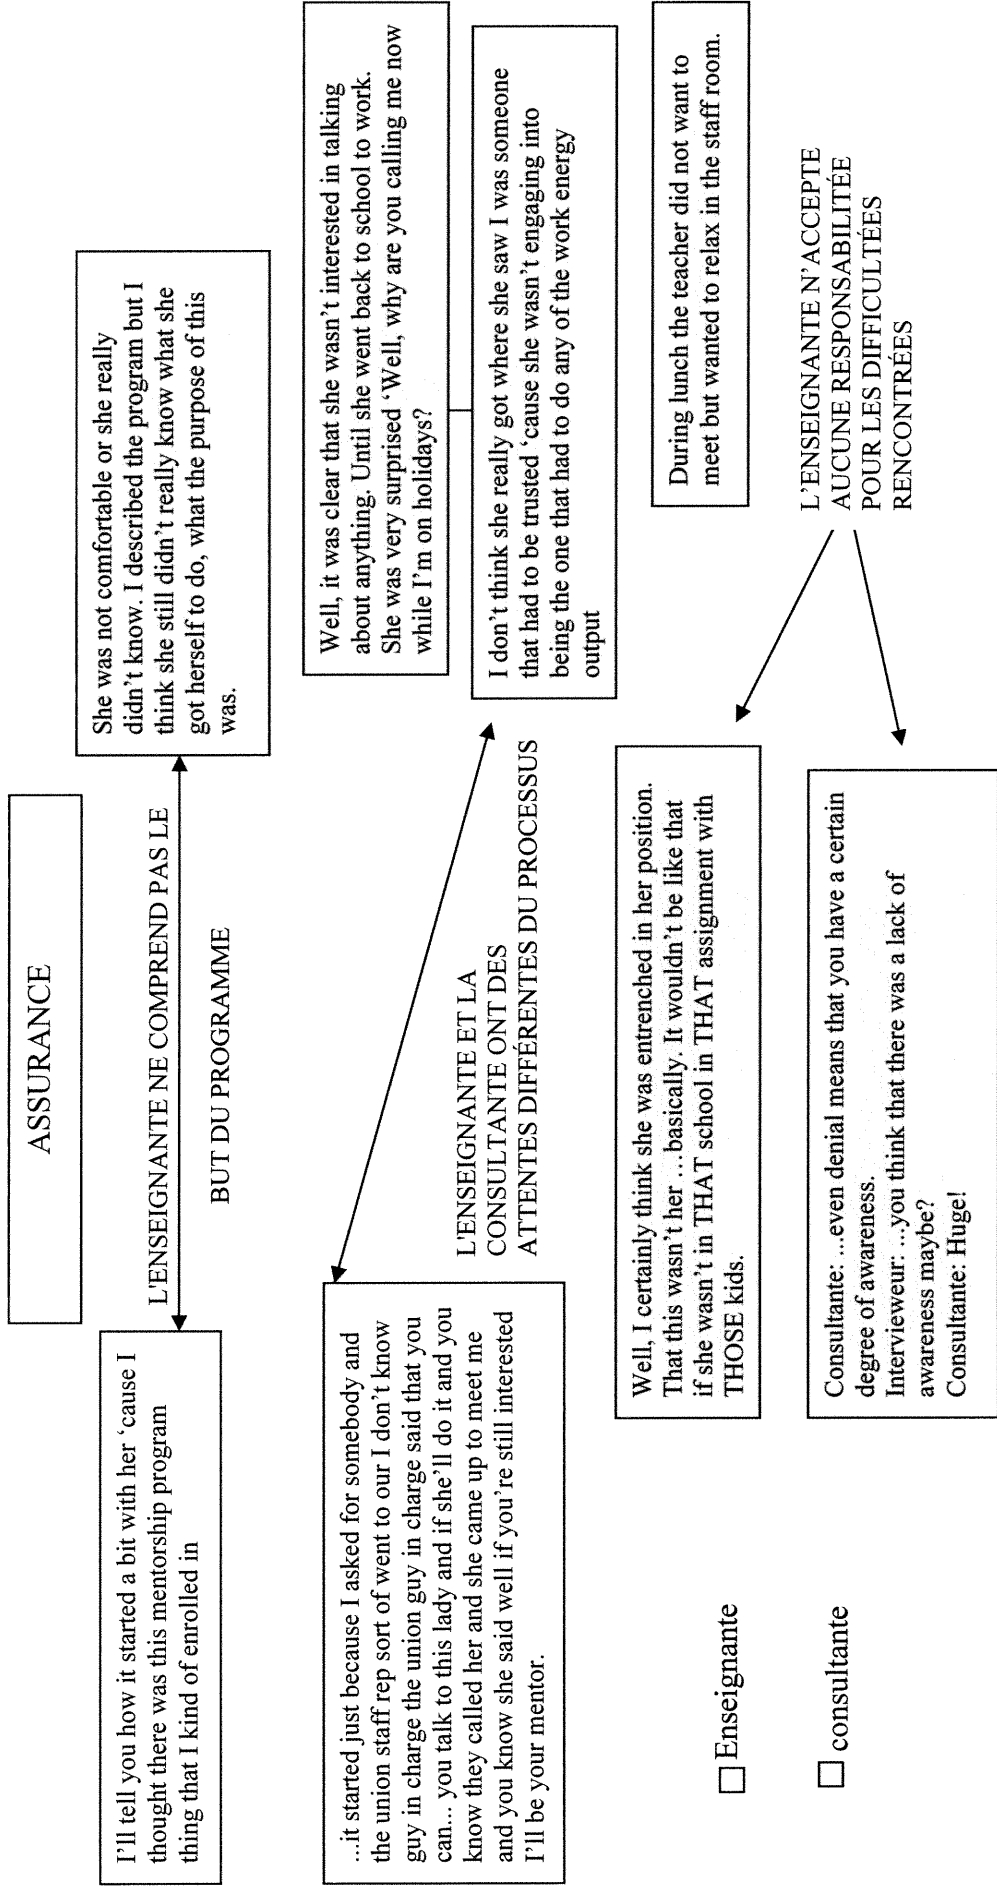 ASSURANCE
I'll tell you how it started a bit with her ‘cause I
thought there was this mentorship program
thing that I kind of enrolled in
L'ENSEIGNANTE NE COMPREND PAS LE
BUT DU PROGRAMME
She was not comfortable or she really
didn't know. I described the program but I
think she still didn't really know what she
got herself to do, what the purpose of this
was.
...it started just because I asked for somebody and
the union staff rep sort of went to our I don't know
guy in charge the union guy in charge said that you
can... you talk to this lady and if she'll do it and you
know they called her and she came up to meet me
and you know she said well if you're still interested
I'll be your mentor.
L'ENSEIGNANTE ET LA
CONSULTANTE ONT DES
ATTENTES DIFFÉRENTES DU PROCESSUS
Well, it was clear that she wasn't interested in talking
about anything. Until she went back to school to work.
She was very surprised ‘Well, why are you calling me now
while I'm on holidays?
I don't think she really got where she saw I was someone
that had to be trusted ‘cause she wasn't engaging into
being the one that had to do any of the work energy
output
During lunch the teacher did not want to
meet but wanted to relax in the staff room.
Well, I certainly think she was entrenched in her position.
That this wasn't her ...basically. It wouldn't be like that
if she wasn't in THAT school in THAT assignment with
THOSE kids.
L'ENSEIGNANTE N'ACCEPTE
AUCUNE RESPONSABILITÉE
POUR LES DIFFICULTÉES
RENCONTRÉES
Consultante: ...even denial means that you have a certain
degree of awareness.
Intervieweur: ...you think that there was a lack of
awareness maybe?
Consultante: Huge!
Enseignante
consultante